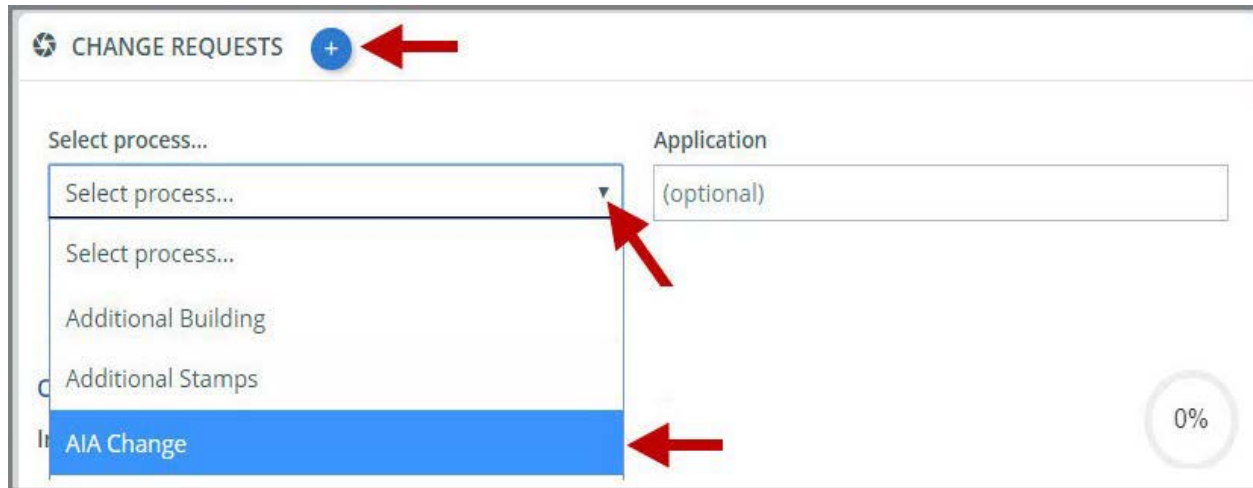 CHANGE REQUESTS +
Select process... Application
Select process... (optional)
Select process...
Additional Building
Additional Stamps
AIA Change
0%